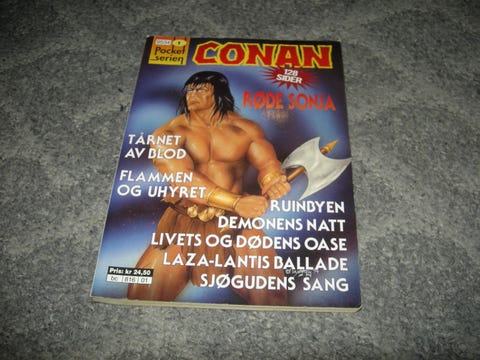 1
Pocket
serien
CONAN
128
SIDER
RØDE SONJA
TÅRNET
AV BLOD
FLAMMEN
OG UHYRET
RUINBYEN
DEMONENS NATT
LIVETS OG DØDENS OASE
LAZA-LANTIS BALLADE
SJØGUDENS SANG
Pris: kr 24,50